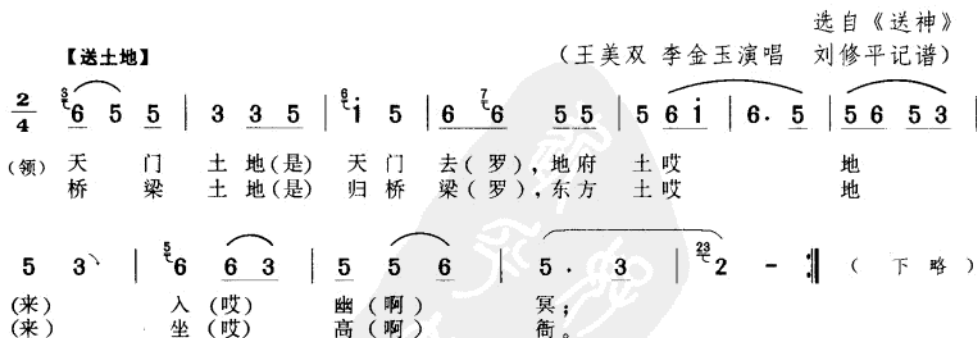 选自《送神》
【送土地】
（王美双 李金玉演唱 刘修平记谱）
2/4 3 6 5 5 | 3 3 5 | 6 i 5 | 6 7 6 5 5 | 5 6 i | 6. 5 | 5 6 5 3 |
（领）天 门 土 地（是）天 门 去（罗），地府 土哎 地
桥 梁 土 地（是）归桥 梁（罗），东方 土哎 地
5 3 | 5 6 6 3 | 5 5 6 | 5 . 3 | 23 2 - :‖ （ 下 略 ）
（来） 入（哎） 幽（啊） 冥；
（来） 坐（哎） 高（啊） 衙。